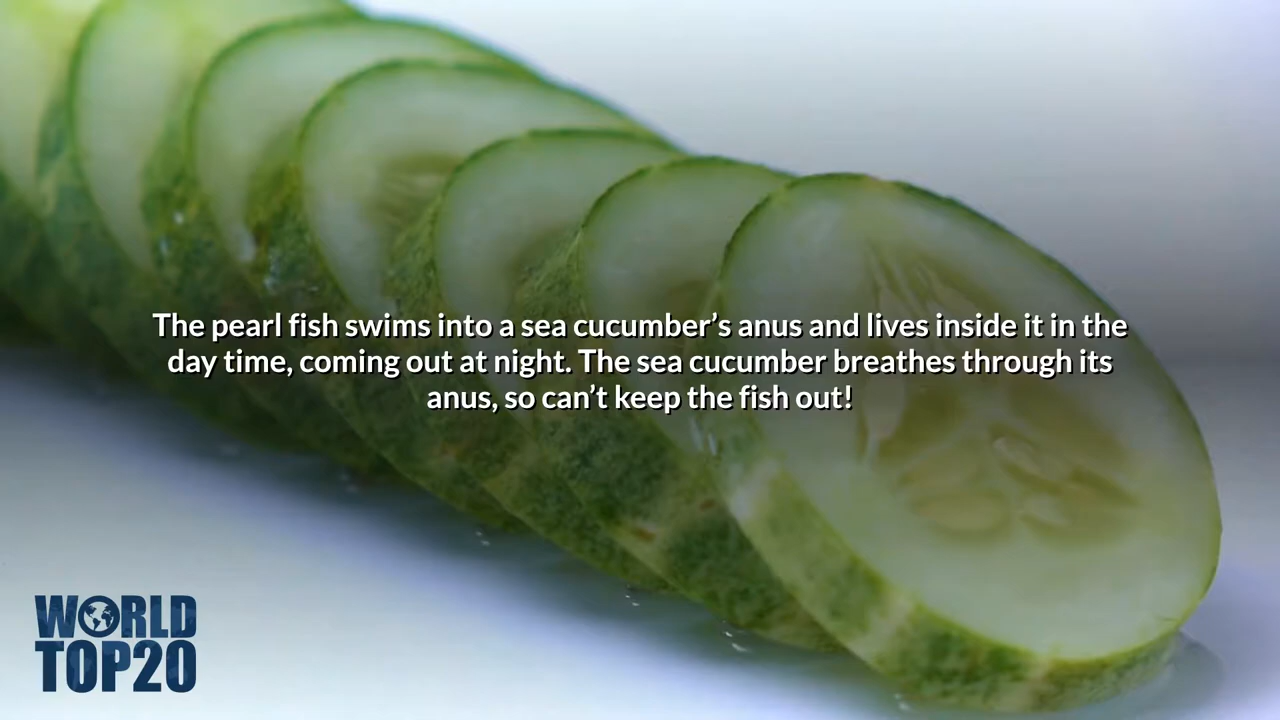 The pearl fish swims into a sea cucumber’s anus and lives inside it in the
day time, coming out at night. The sea cucumber breathes through its
anus, so can’t keep the fish out!
WORLD
TOP20